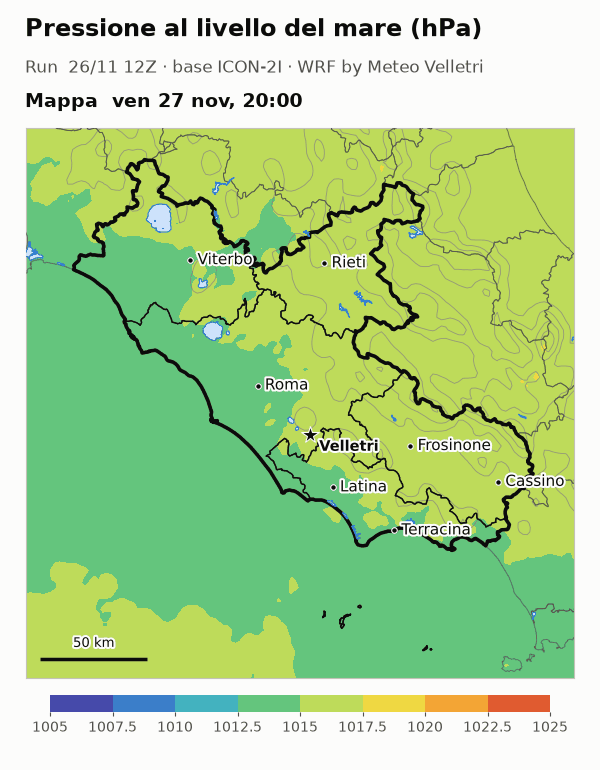 Pressione al livello del mare (hPa)
Run  26/11 12Z · base ICON-2I · WRF by Meteo Velletri
Mappa  ven 27 nov, 20:00
Viterbo
Rieti
Roma
Velletri
Frosinone
Cassino
Latina
Terracina
50 km
1005 1007.5 1010 1012.5 1015 1017.5 1020 1022.5 1025